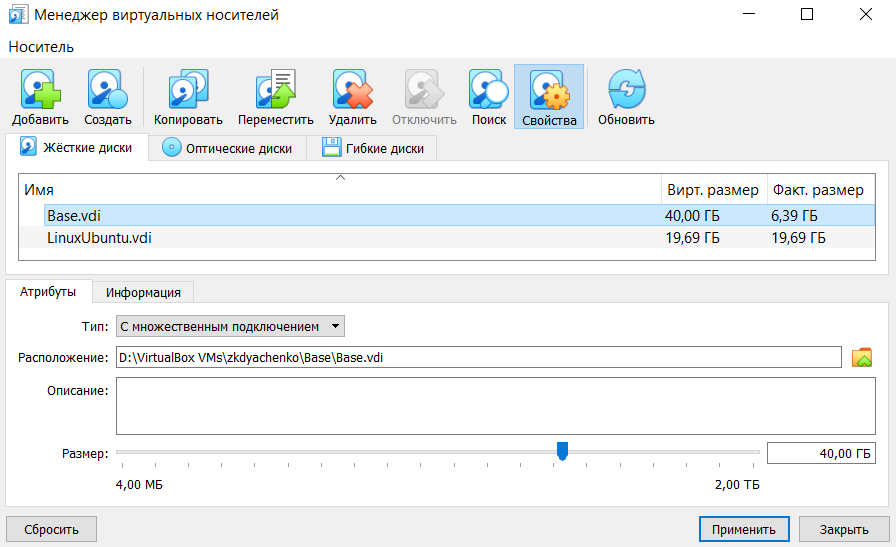 Менеджер виртуальных носителей
Носитель
Добавить Создать Копировать Переместить Удалить Отключить Поиск Свойства Обновить
Жёсткие диски Оптические диски Гибкие диски
Имя Вирт. размер Факт. размер
Base.vdi 40,00 ГБ 6,39 ГБ
LinuxUbuntu.vdi 19,69 ГБ 19,69 ГБ
Атрибуты Информация
Тип: С множественным подключением
Расположение: D:\VirtualBox VMs\zkdyachenko\Base\Base.vdi
Описание:
Размер: 40,00 ГБ
4,00 МБ 2,00 ТБ
Сбросить Применить Закрыть